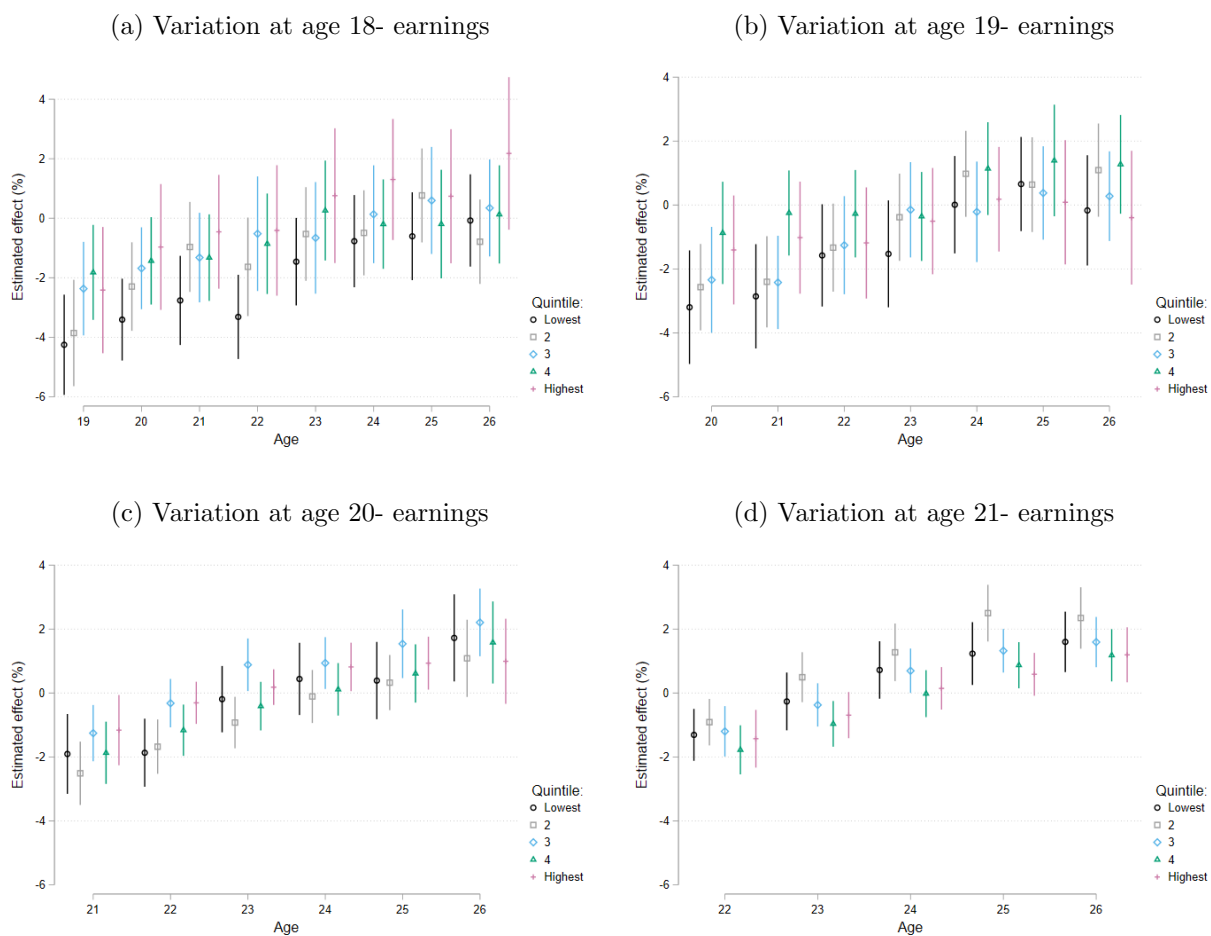 (a) Variation at age 18- earnings
4
2
0
-2
-4
-6
Estimated effect (%)
19 20 21 22 23 24 25 26
Age
Quintile:
Lowest
2
3
4
Highest
(b) Variation at age 19- earnings
4
2
0
-2
-4
-6
Estimated effect (%)
20 21 22 23 24 25 26
Age
Quintile:
Lowest
2
3
4
Highest
(c) Variation at age 20- earnings
4
2
0
-2
-4
-6
Estimated effect (%)
21 22 23 24 25 26
Age
Quintile:
Lowest
2
3
4
Highest
(d) Variation at age 21- earnings
4
2
0
-2
-4
-6
Estimated effect (%)
22 23 24 25 26
Age
Quintile:
Lowest
2
3
4
Highest